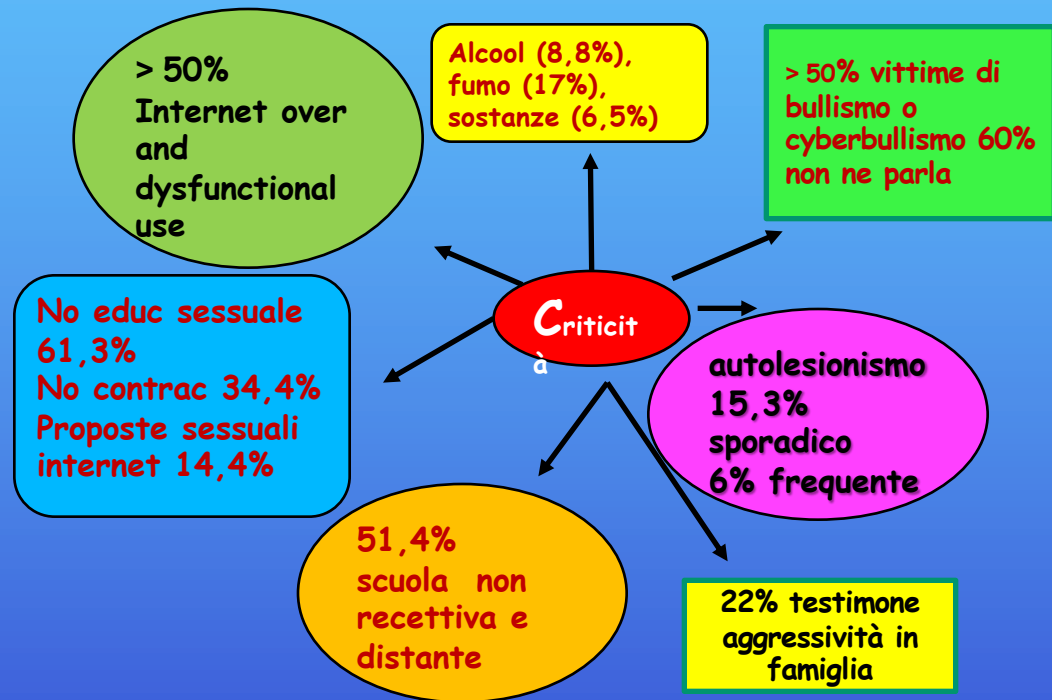 > 50%
Internet over
and
dysfunctional
use
Alcool (8,8%),
fumo (17%),
sostanze (6,5%)
> 50% vittime di
bullismo o
cyberbullismo 60%
non ne parla
Criticit
à
No educ sessuale
61,3%
No contrac 34,4%
Proposte sessuali
internet 14,4%
autolesionismo
15,3%
sporadico
6% frequente
51,4%
scuola non
recettiva e
distante
22% testimone
aggressività in
famiglia